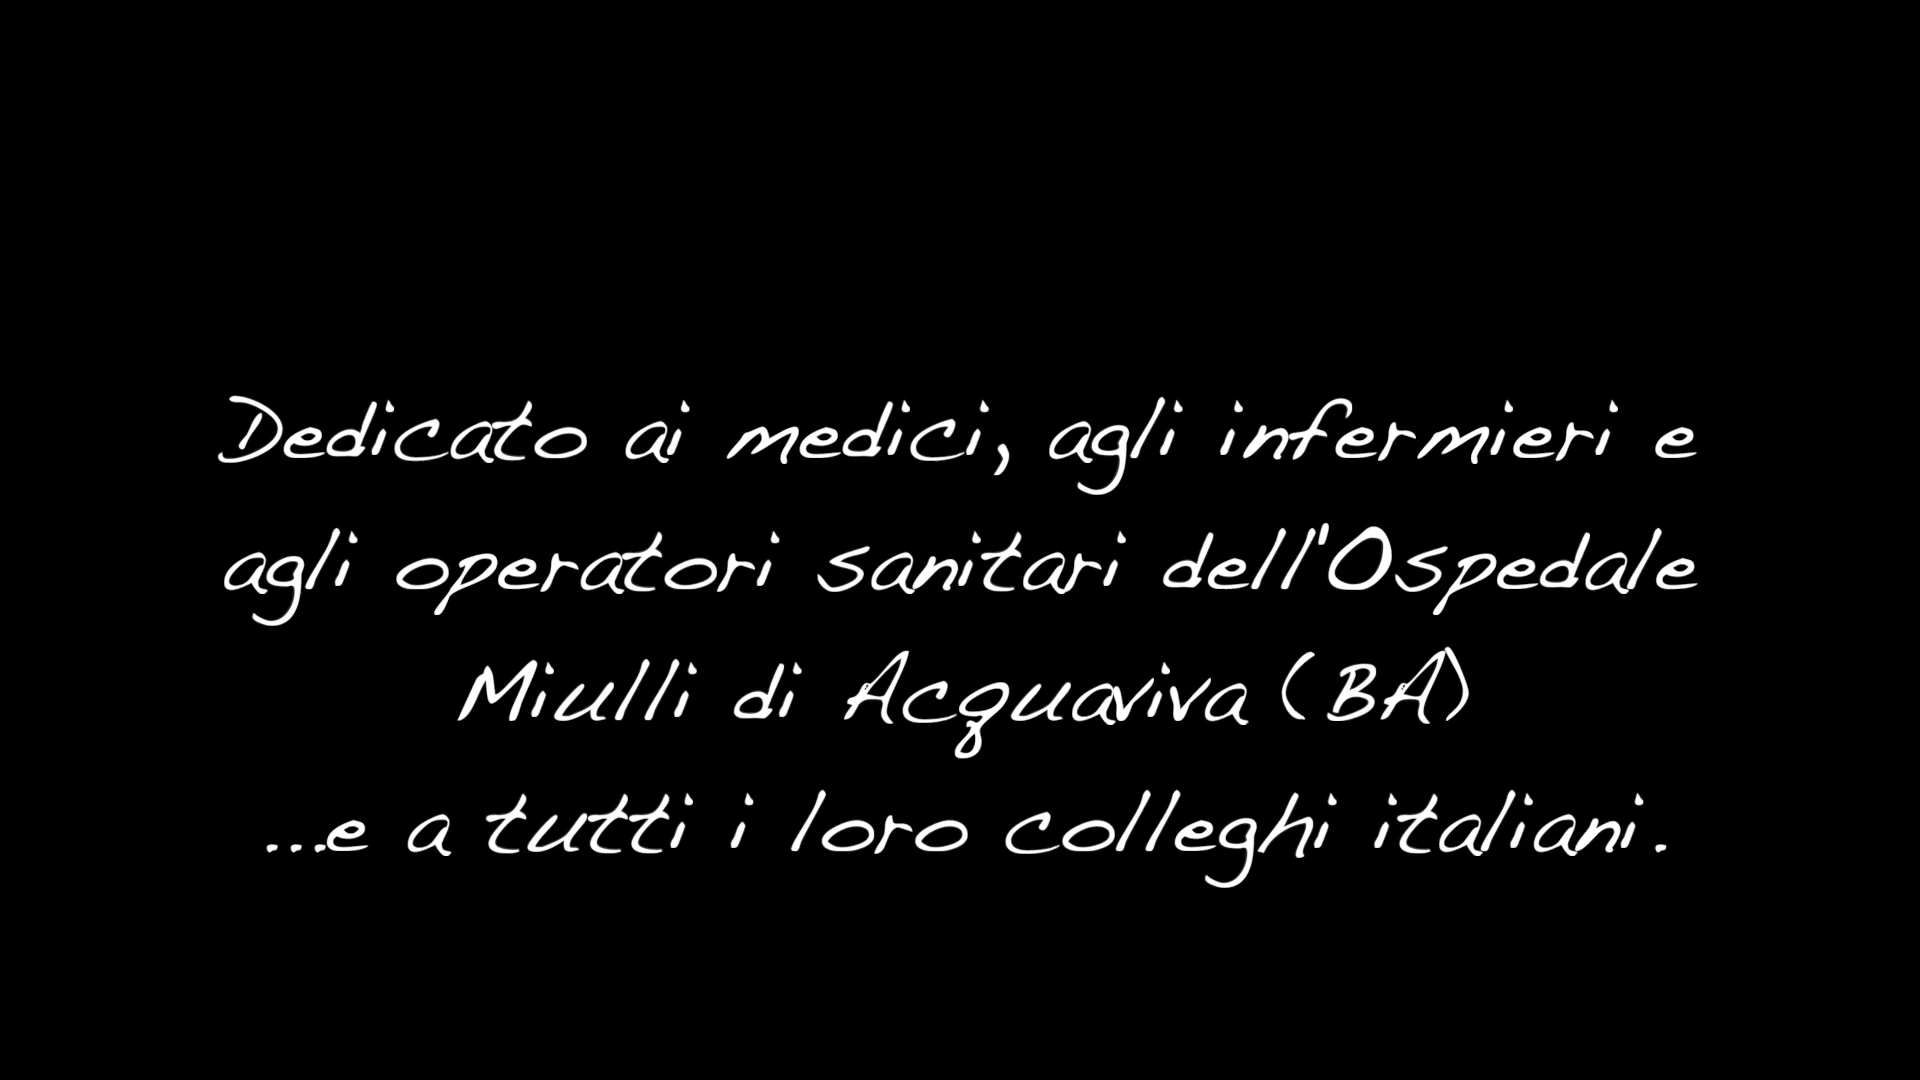 Dedicato ai medici, agli infermieri e
agli operatori sanitari dell'Ospedale
Miulli di Acquaviva (BA)
...e a tutti i loro colleghi italiani.